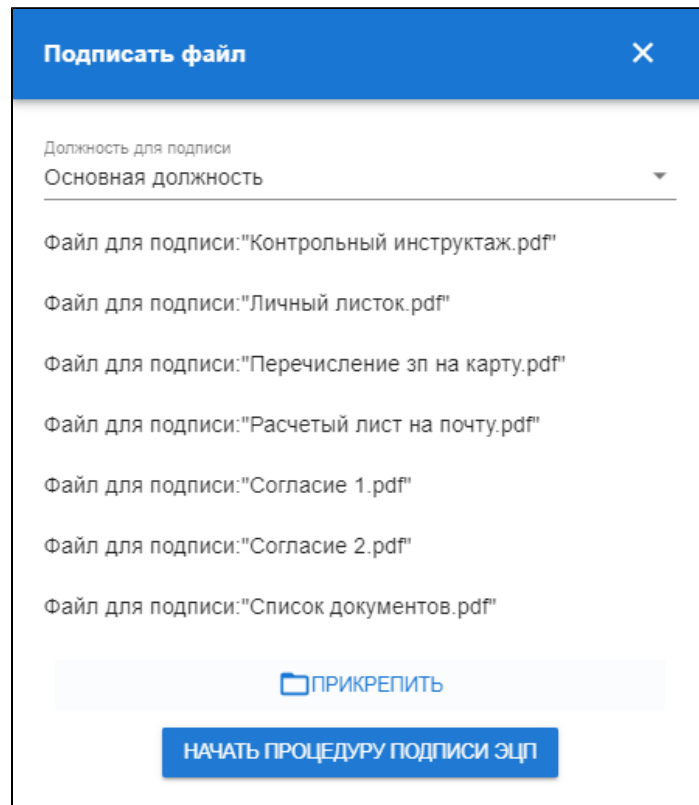 Подписать файл
Должность для подписи
Основная должность
Файл для подписи:"Контрольный инструктаж.pdf"
Файл для подписи:"Личный листок.pdf"
Файл для подписи:"Перечисление зп на карту.pdf"
Файл для подписи:"Расчетый лист на почту.pdf"
Файл для подписи:"Согласие 1.pdf"
Файл для подписи:"Согласие 2.pdf"
Файл для подписи:"Список документов.pdf"
ПРИКРЕПИТЬ
НАЧАТЬ ПРОЦЕДУРУ ПОДПИСИ ЭЦП